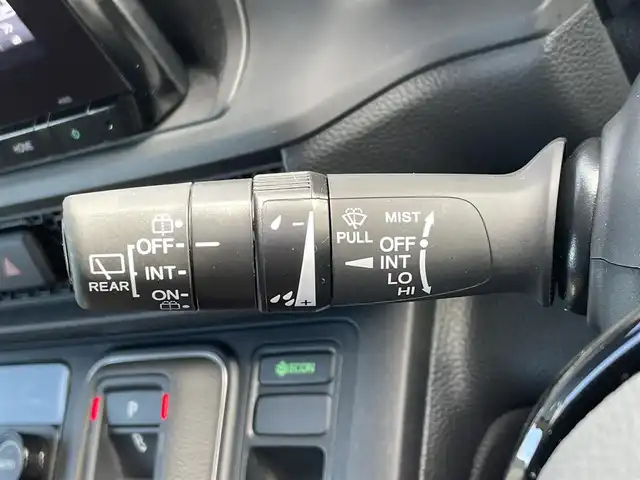 HOME
OFF
INT
ON
REAR
PULL
MIST
OFF
INT
LO
HI
- 
+
P
ECON